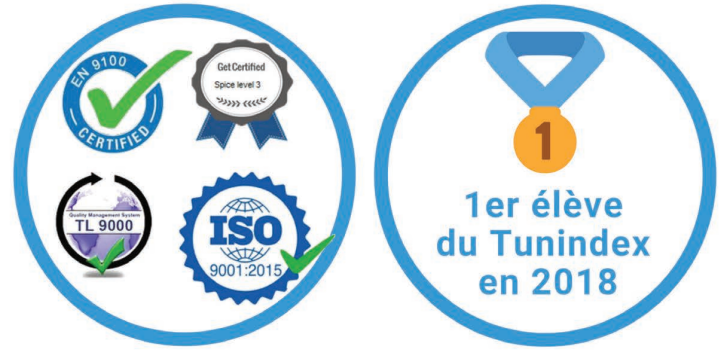 EN 9100
CERTIFIED
Get Certified
Spice level 3
Quality Management System
TL 9000
ISO
9001:2015
1
1er élève
du Tunindex
en 2018